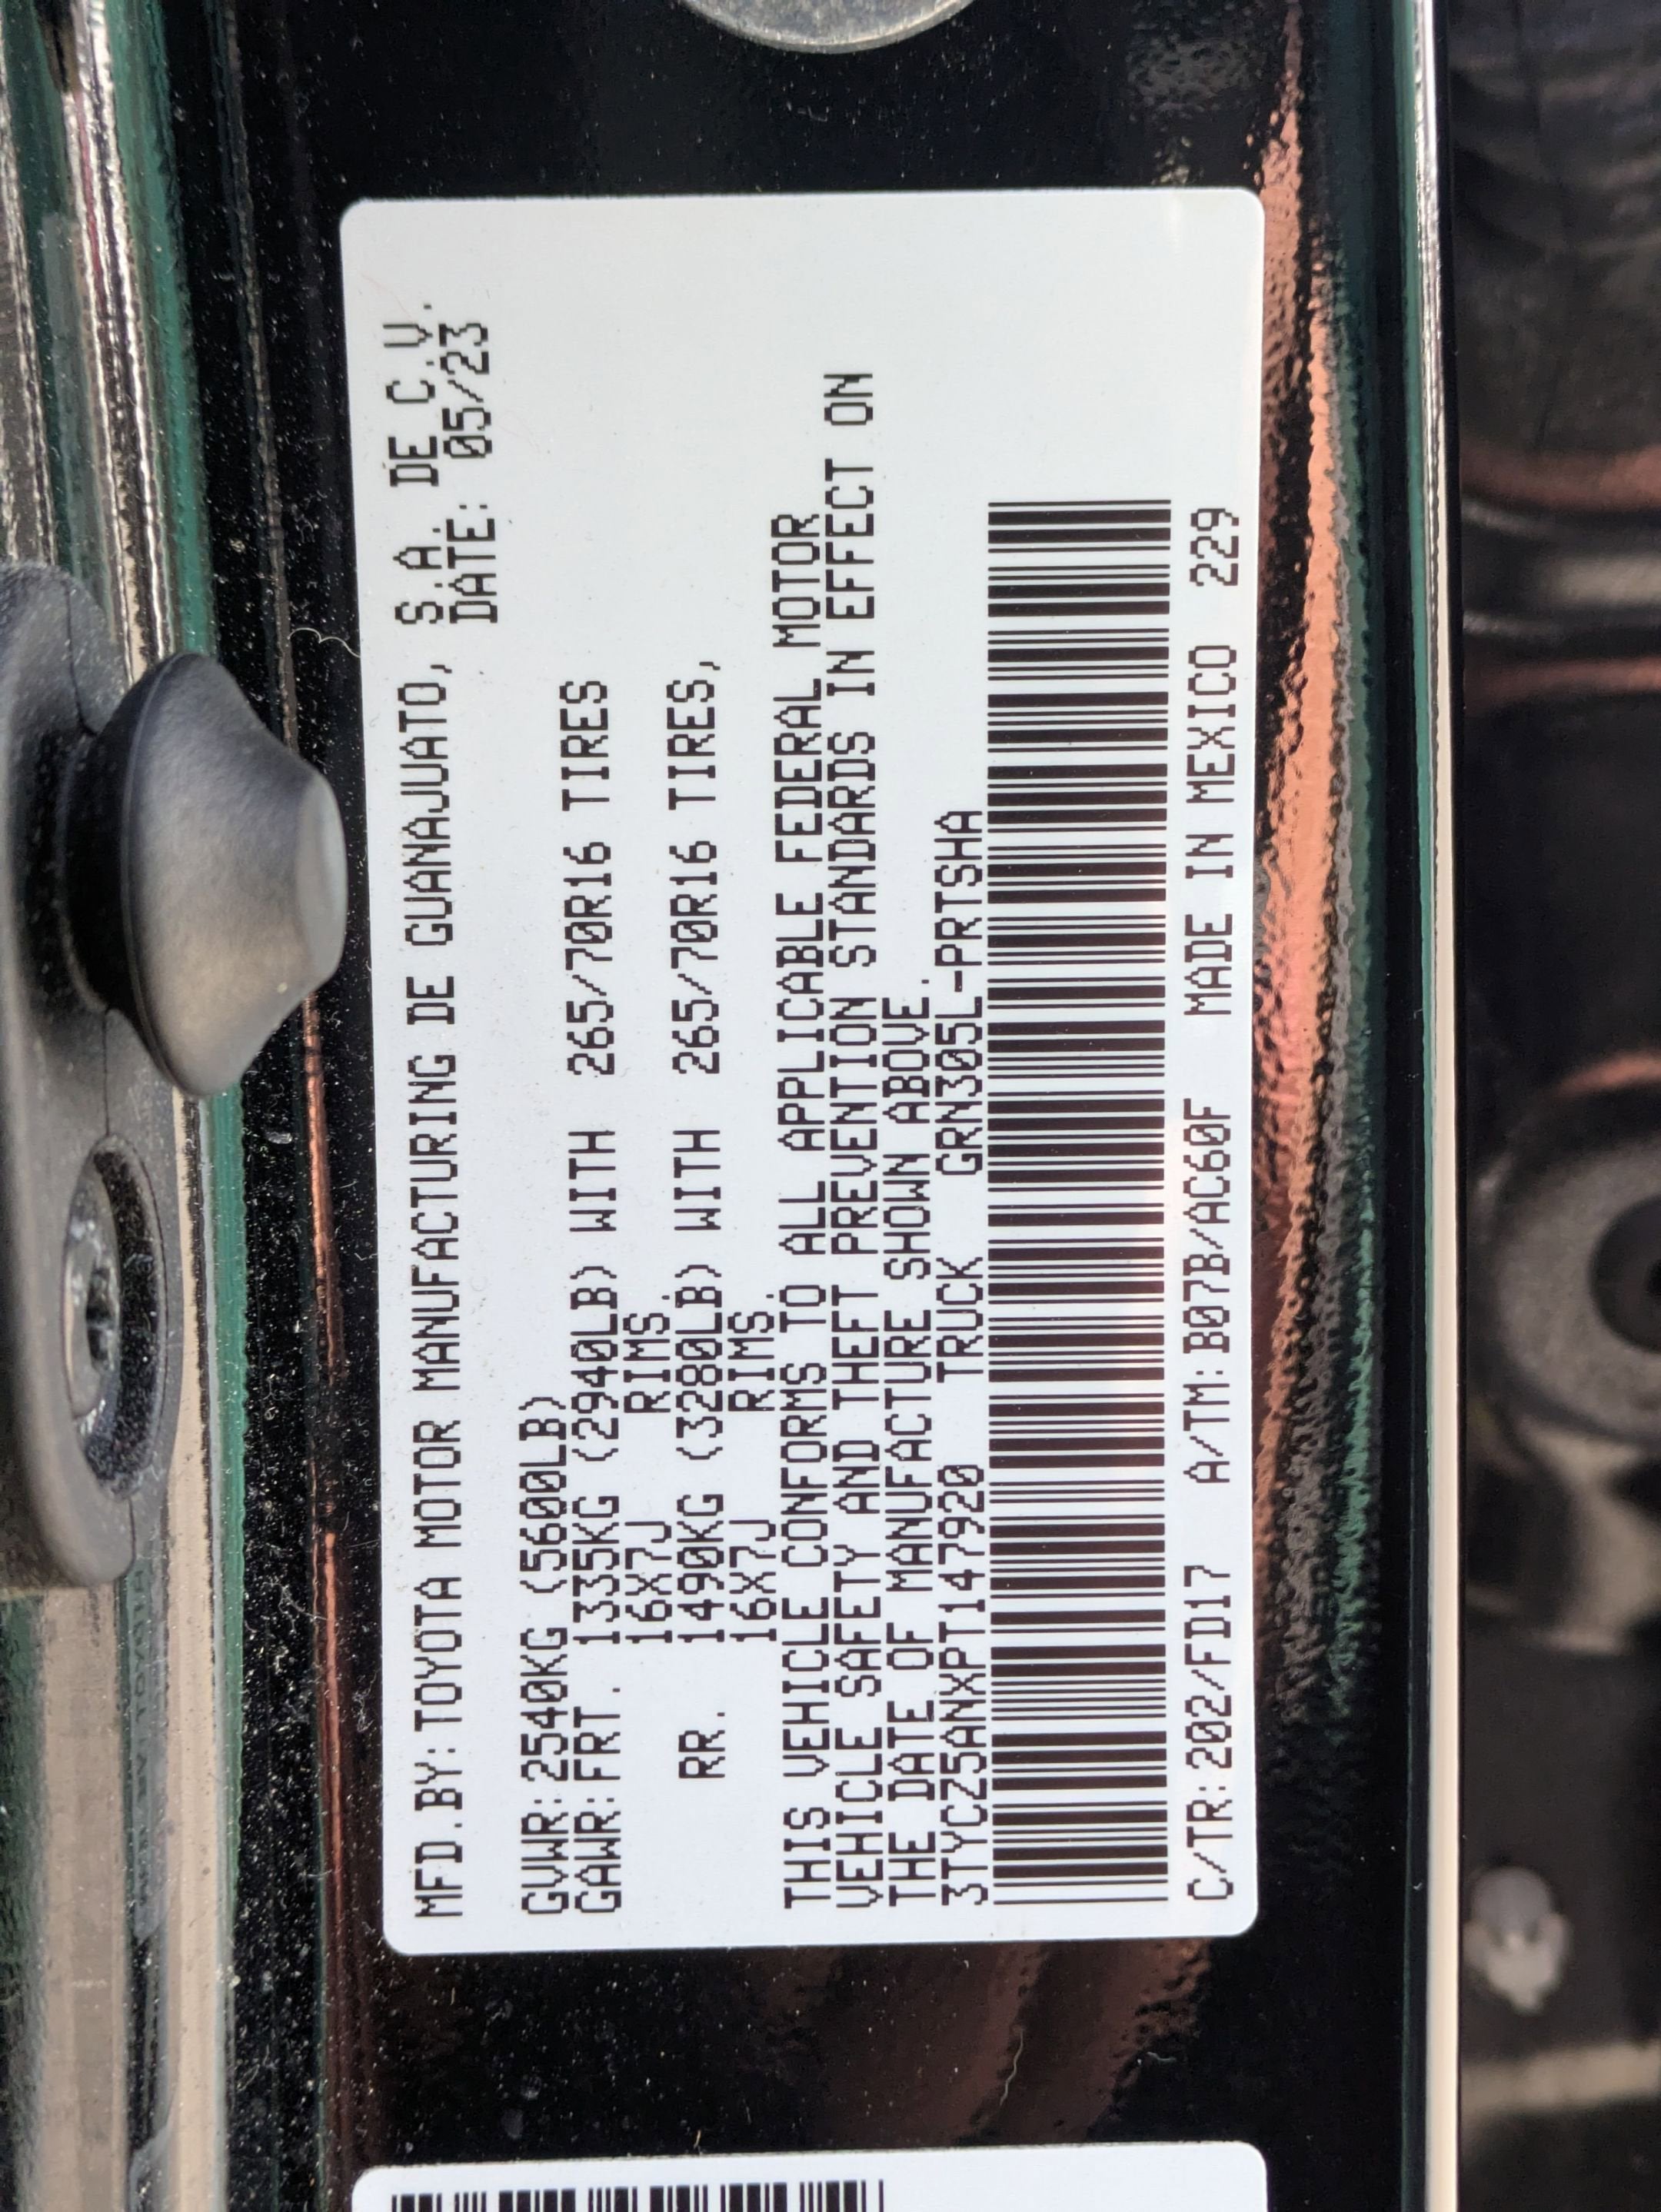 MFD.BY:TOYOTA MOTOR MANUFACTURING DE GUANAJUATO, S.A. DE C.V.
DATE: 05/23
GVWR:2540KG (5600LB)
GAWR:FRT. 1335KG (2940LB) WITH 265/70R16 TIRES
16X7J RIMS.
RR. 1490KG (3280LB) WITH 265/70R16 TIRES,
16X7J RIMS.
THIS VEHICLE CONFORMS TO ALL APPLICABLE FEDERAL MOTOR
VEHICLE SAFETY AND THEFT PREVENTION STANDARDS IN EFFECT ON
THE DATE OF MANUFACTURE SHOWN ABOVE.
3TYCZ5ANXPT147920 TRUCK GRN305L-PRTSHA
C/TR:202/FD17 A/TM:B07B/AC60F MADE IN MEXICO 229